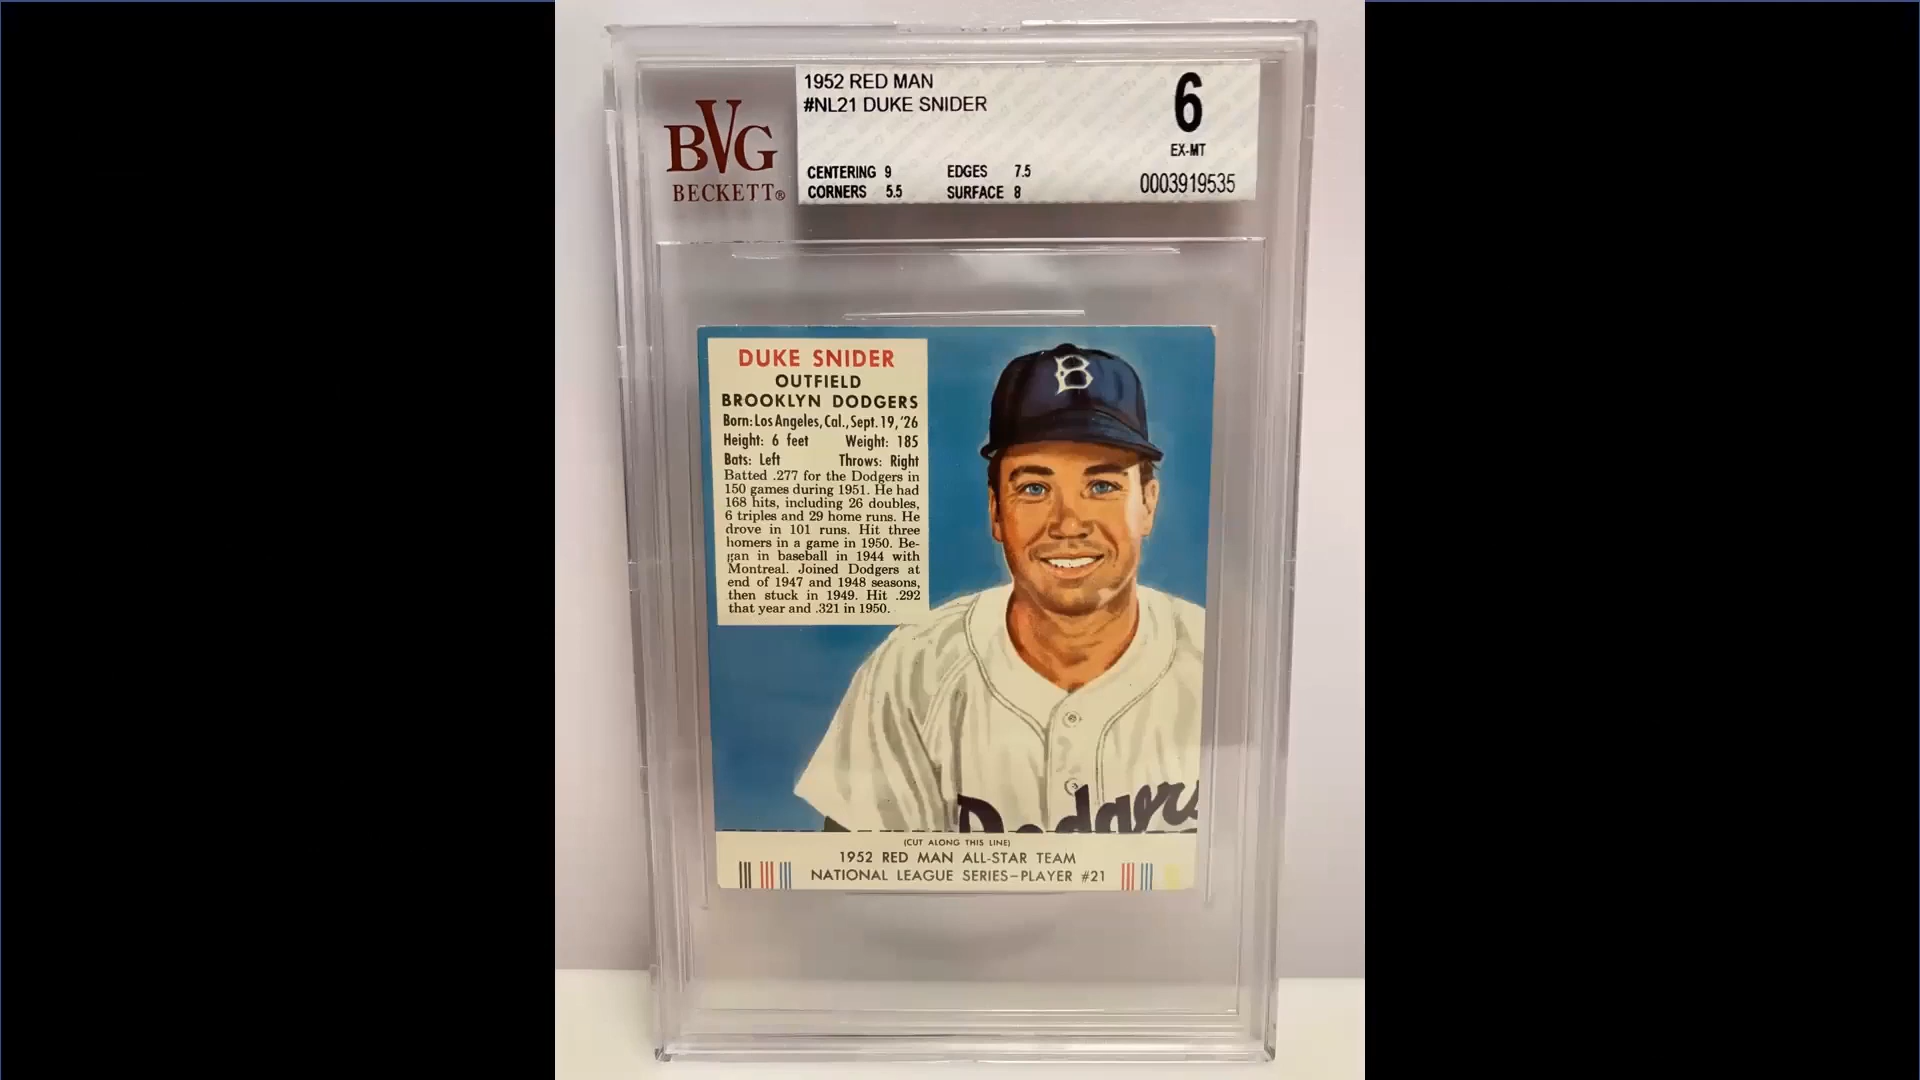 BVG
BECKETT®
1952 RED MAN
#NL21 DUKE SNIDER
CENTERING 9 EDGES 7.5
CORNERS 5.5 SURFACE 8
6
EX-MT
0003919535
DUKE SNIDER
OUTFIELD
BROOKLYN DODGERS
Born: Los Angeles, Cal., Sept. 19, '26
Height: 6 feet Weight: 185
Bats: Left Throws: Right
Batted .277 for the Dodgers in
150 games during 1951. He had
168 hits, including 26 doubles,
6 triples and 29 home runs. He
drove in 101 runs. Hit three
homers in a game in 1950. Be-
gan in baseball in 1944 with
Montreal. Joined Dodgers at
end of 1947 and 1948 seasons,
then stuck in 1949. Hit .292
that year and .321 in 1950.
B
Dodgers
(CUT ALONG THIS LINE)
1952 RED MAN ALL-STAR TEAM
NATIONAL LEAGUE SERIES—PLAYER #21